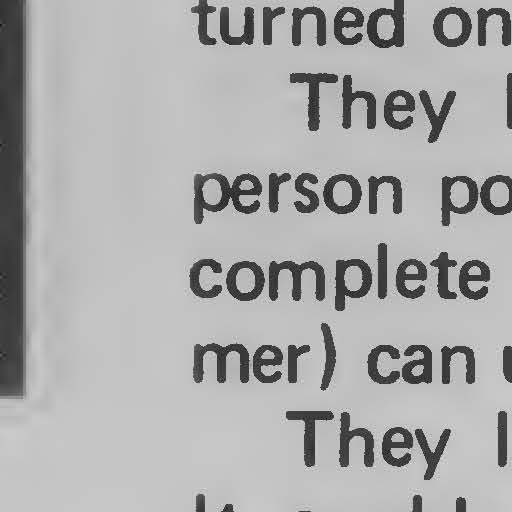 turned on
They
person po
complete
mer) can
They